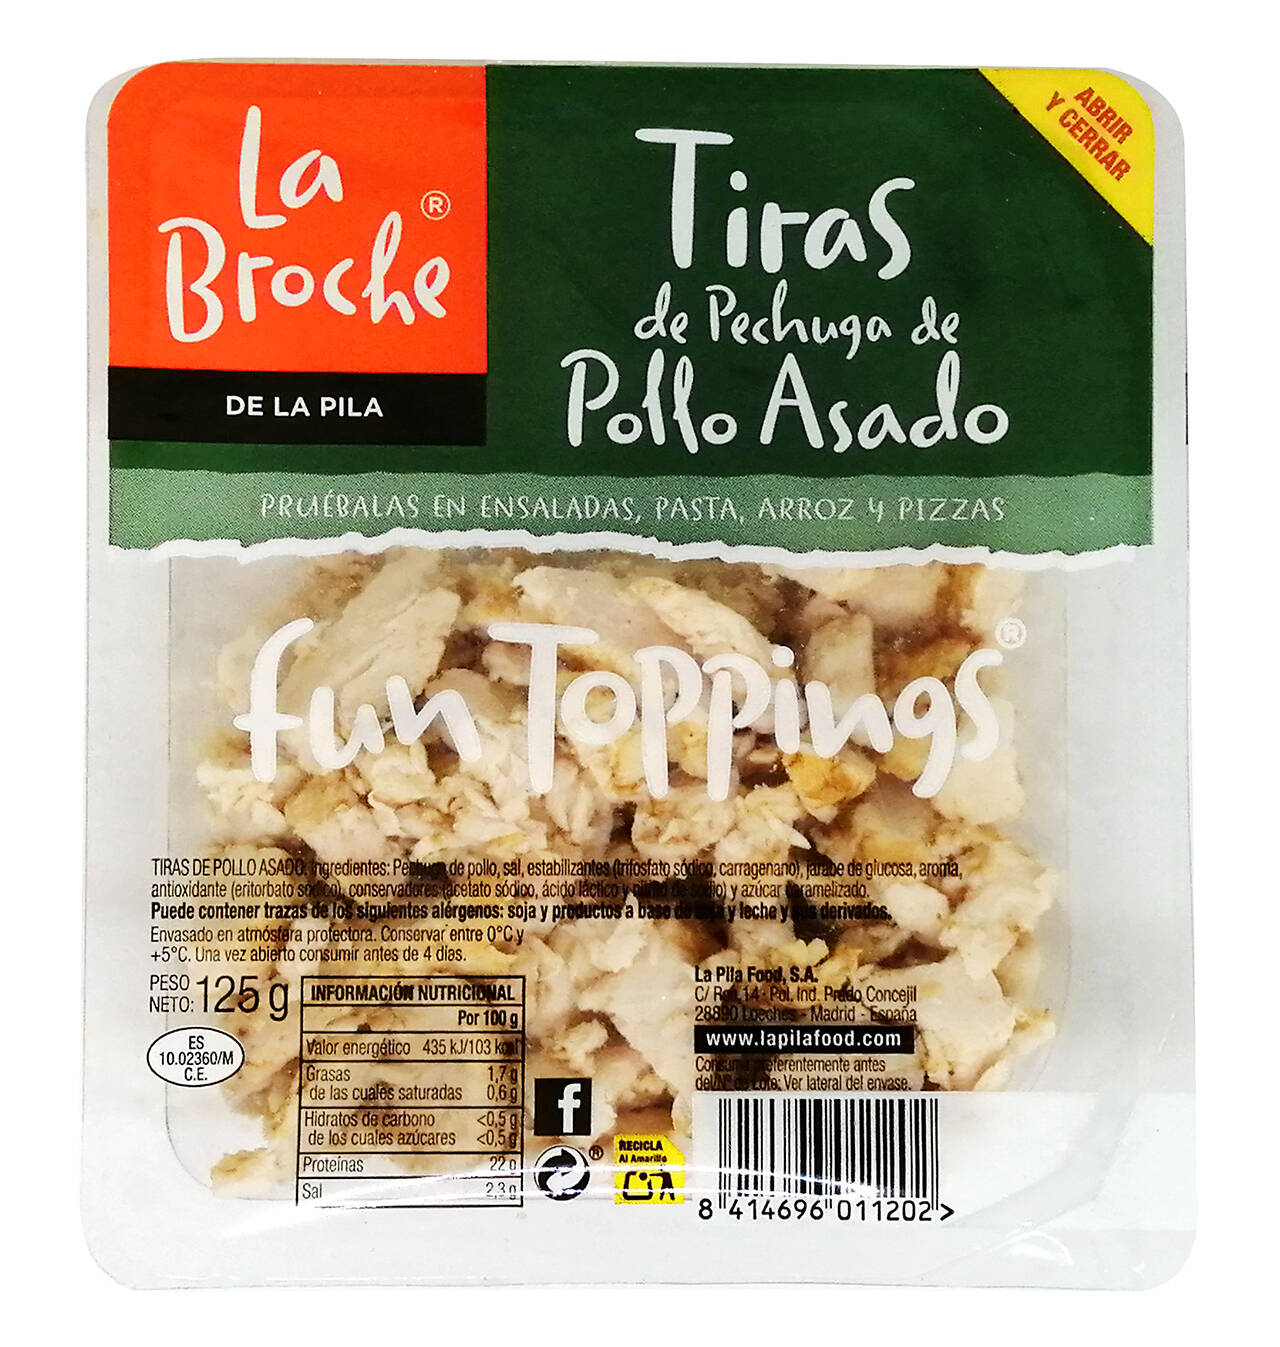 La
Broche ®
DE LA PILA
Tiras
de Pechuga de
Pollo Asado
ABRIR
Y CERRAR
PRUÉBALAS EN ENSALADAS, PASTA, ARROZ Y PIZZAS
fun Toppings ®
TIRAS DE POLLO ASADO. Ingredientes: Pechuga de pollo, sal, estabilizantes (trifosfato sódico, carragenano), jarabe de glucosa, aroma,
antioxidante (eritorbato sódico), conservadores (acetato sódico, ácido láctico y nitrito de sodio) y azúcar caramelizado.
Puede contener trazas de los siguientes alérgenos: soja y productos a base de soja y leche y sus derivados.
Envasado en atmósfera protectora. Conservar entre 0°C y
+5°C. Una vez abierto consumir antes de 4 días.
PESO
NETO: 125 g
ES
10.02360/M
C.E.
INFORMACIÓN NUTRICIONAL
Por 100 g
Valor energético 435 kJ/103 kcal
Grasas 1,7 g
de las cuales saturadas 0,6 g
Hidratos de carbono <0,5 g
de los cuales azúcares <0,5 g
Proteínas 22 g
Sal 2,3 g
f
®
RECICLA
Al Amarillo
La Pila Food, S.A.
C/ Roa, 14 - Pol. Ind. Prado Concejil
28890 Loeches - Madrid - España
www.lapilafood.com
Consumir preferentemente antes
del/Nº de Lote: Ver lateral del envase.
8 414696 011202 >